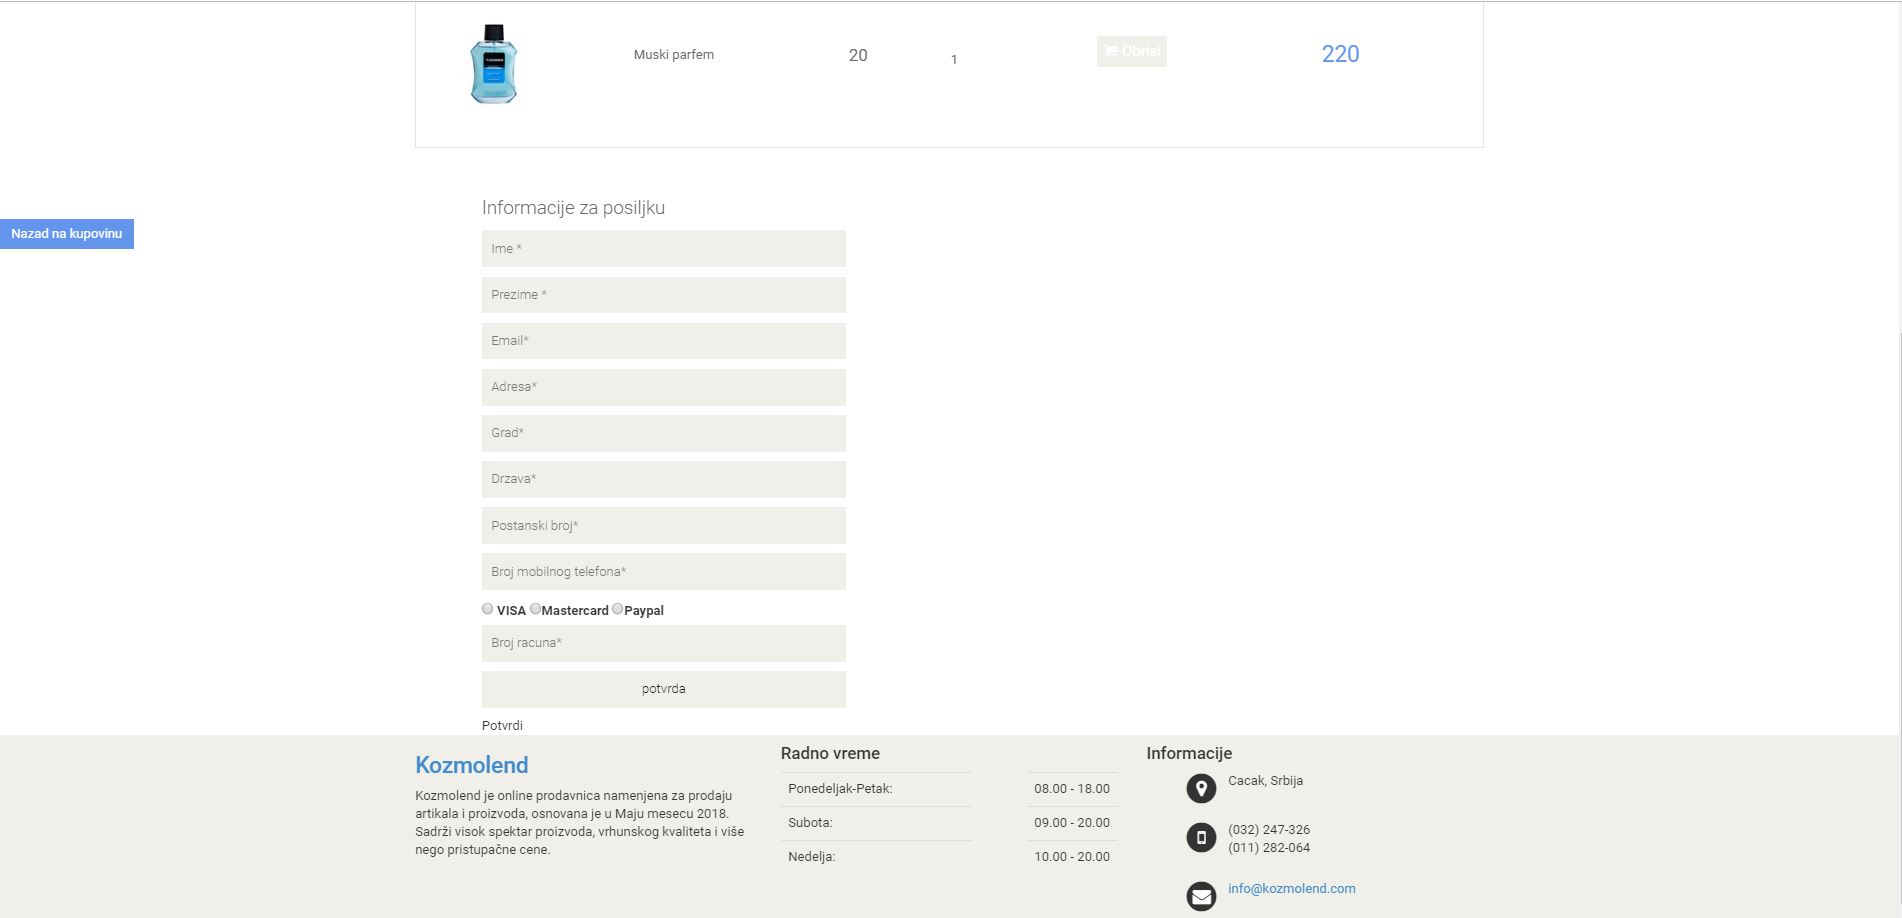 Muski parfem 20 1 Obrisi 220
Informacije za posiljku
Nazad na kupovinu
Ime *
Prezime *
Email*
Adresa*
Grad*
Drzava*
Postanski broj*
Broj mobilnog telefona*
VISA Mastercard Paypal
Broj racuna*
potvrda
Potvrdi
Kozmolend
Kozmolend je online prodavnica namenjena za prodaju
artikala i proizvoda, osnovana je u Maju mesecu 2018.
Sadrži visok spektar proizvoda, vrhunskog kvaliteta i više
nego pristupačne cene.
Radno vreme
Ponedeljak-Petak: 08.00 - 18.00
Subota: 09.00 - 20.00
Nedelja: 10.00 - 20.00
Informacije
Cacak, Srbija
(032) 247-326
(011) 282-064
info@kozmolend.com